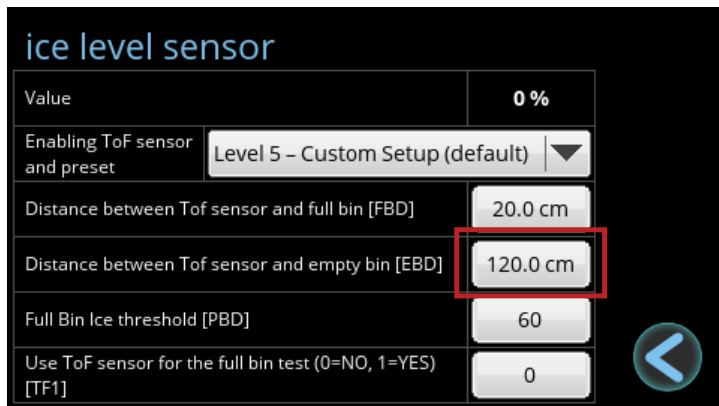 ice level sensor
Value 0 %
Enabling ToF sensor
and preset
Level 5 – Custom Setup (default)
Distance between Tof sensor and full bin [FBD] 20.0 cm
Distance between Tof sensor and empty bin [EBD] 120.0 cm
Full Bin Ice threshold [PBD] 60
Use ToF sensor for the full bin test (0=NO, 1=YES)
[TF1]
0